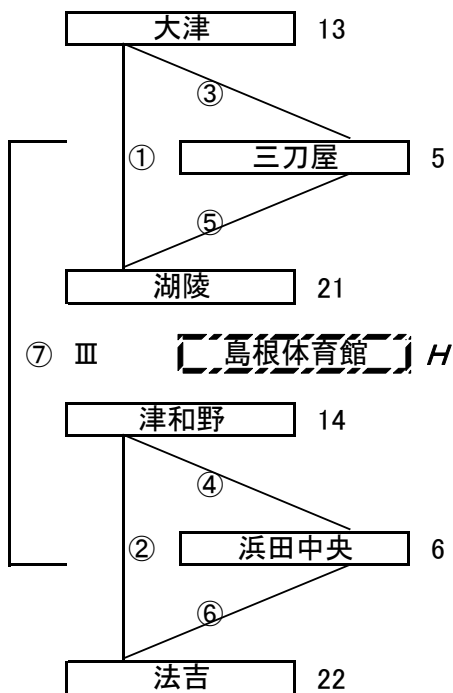 大津 13
③
① 三刀屋 5
⑤
湖陵 21
⑦ Ⅲ 島根体育館 H
津和野 14
④
② 浜田中央 6
⑥
法吉 22